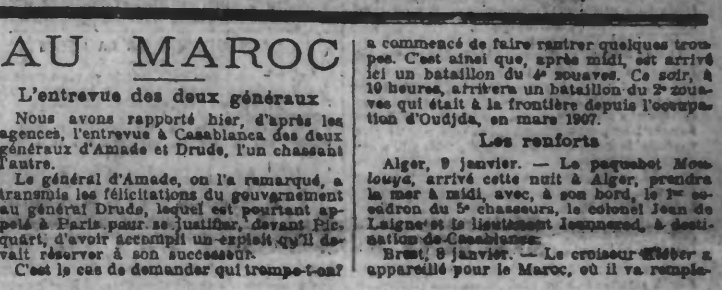 AU MAROC
L'entrevue des deux généraux
Nous avons rapporté hier, d'après les
agences, l'entrevue à Casablanca des deux
généraux d'Amade et Drude, l'un chassant
l'autre.
Le général d'Amade, on l'a remarqué, a
transmis les félicitations du gouvernement
au général Drude, lequel est pourtant ap-
pelé à Paris pour se justifier, devant Pic-
quart, d'avoir accompli un exploit qu'il de-
vait réserver à son successeur.
C'est le cas de demander qui trompe-t-on?
a commencé de faire rentrer quelques trou-
pes. C'est ainsi que, après midi, est arrivé
ici un bataillon du 4e zouaves. Ce soir, à
10 heures, arrivera un bataillon du 2e zoua-
ves qui était à la frontière depuis l'occupa-
tion d'Oudjda, en mars 1907.
Les renforts
Alger, 9 janvier. — Le paquebot Mou-
louya, arrivé cette nuit à Alger, prendra
la mer à midi, avec, à son bord, le 1er es-
cadron du 5e chasseurs, le colonel Jean de
Laigne et le lieutenant Jeannerod, à desti-
nation de Casablanca.
Brest, 9 janvier. — Le croiseur Kléber a
appareillé pour le Maroc, où il va rempla-